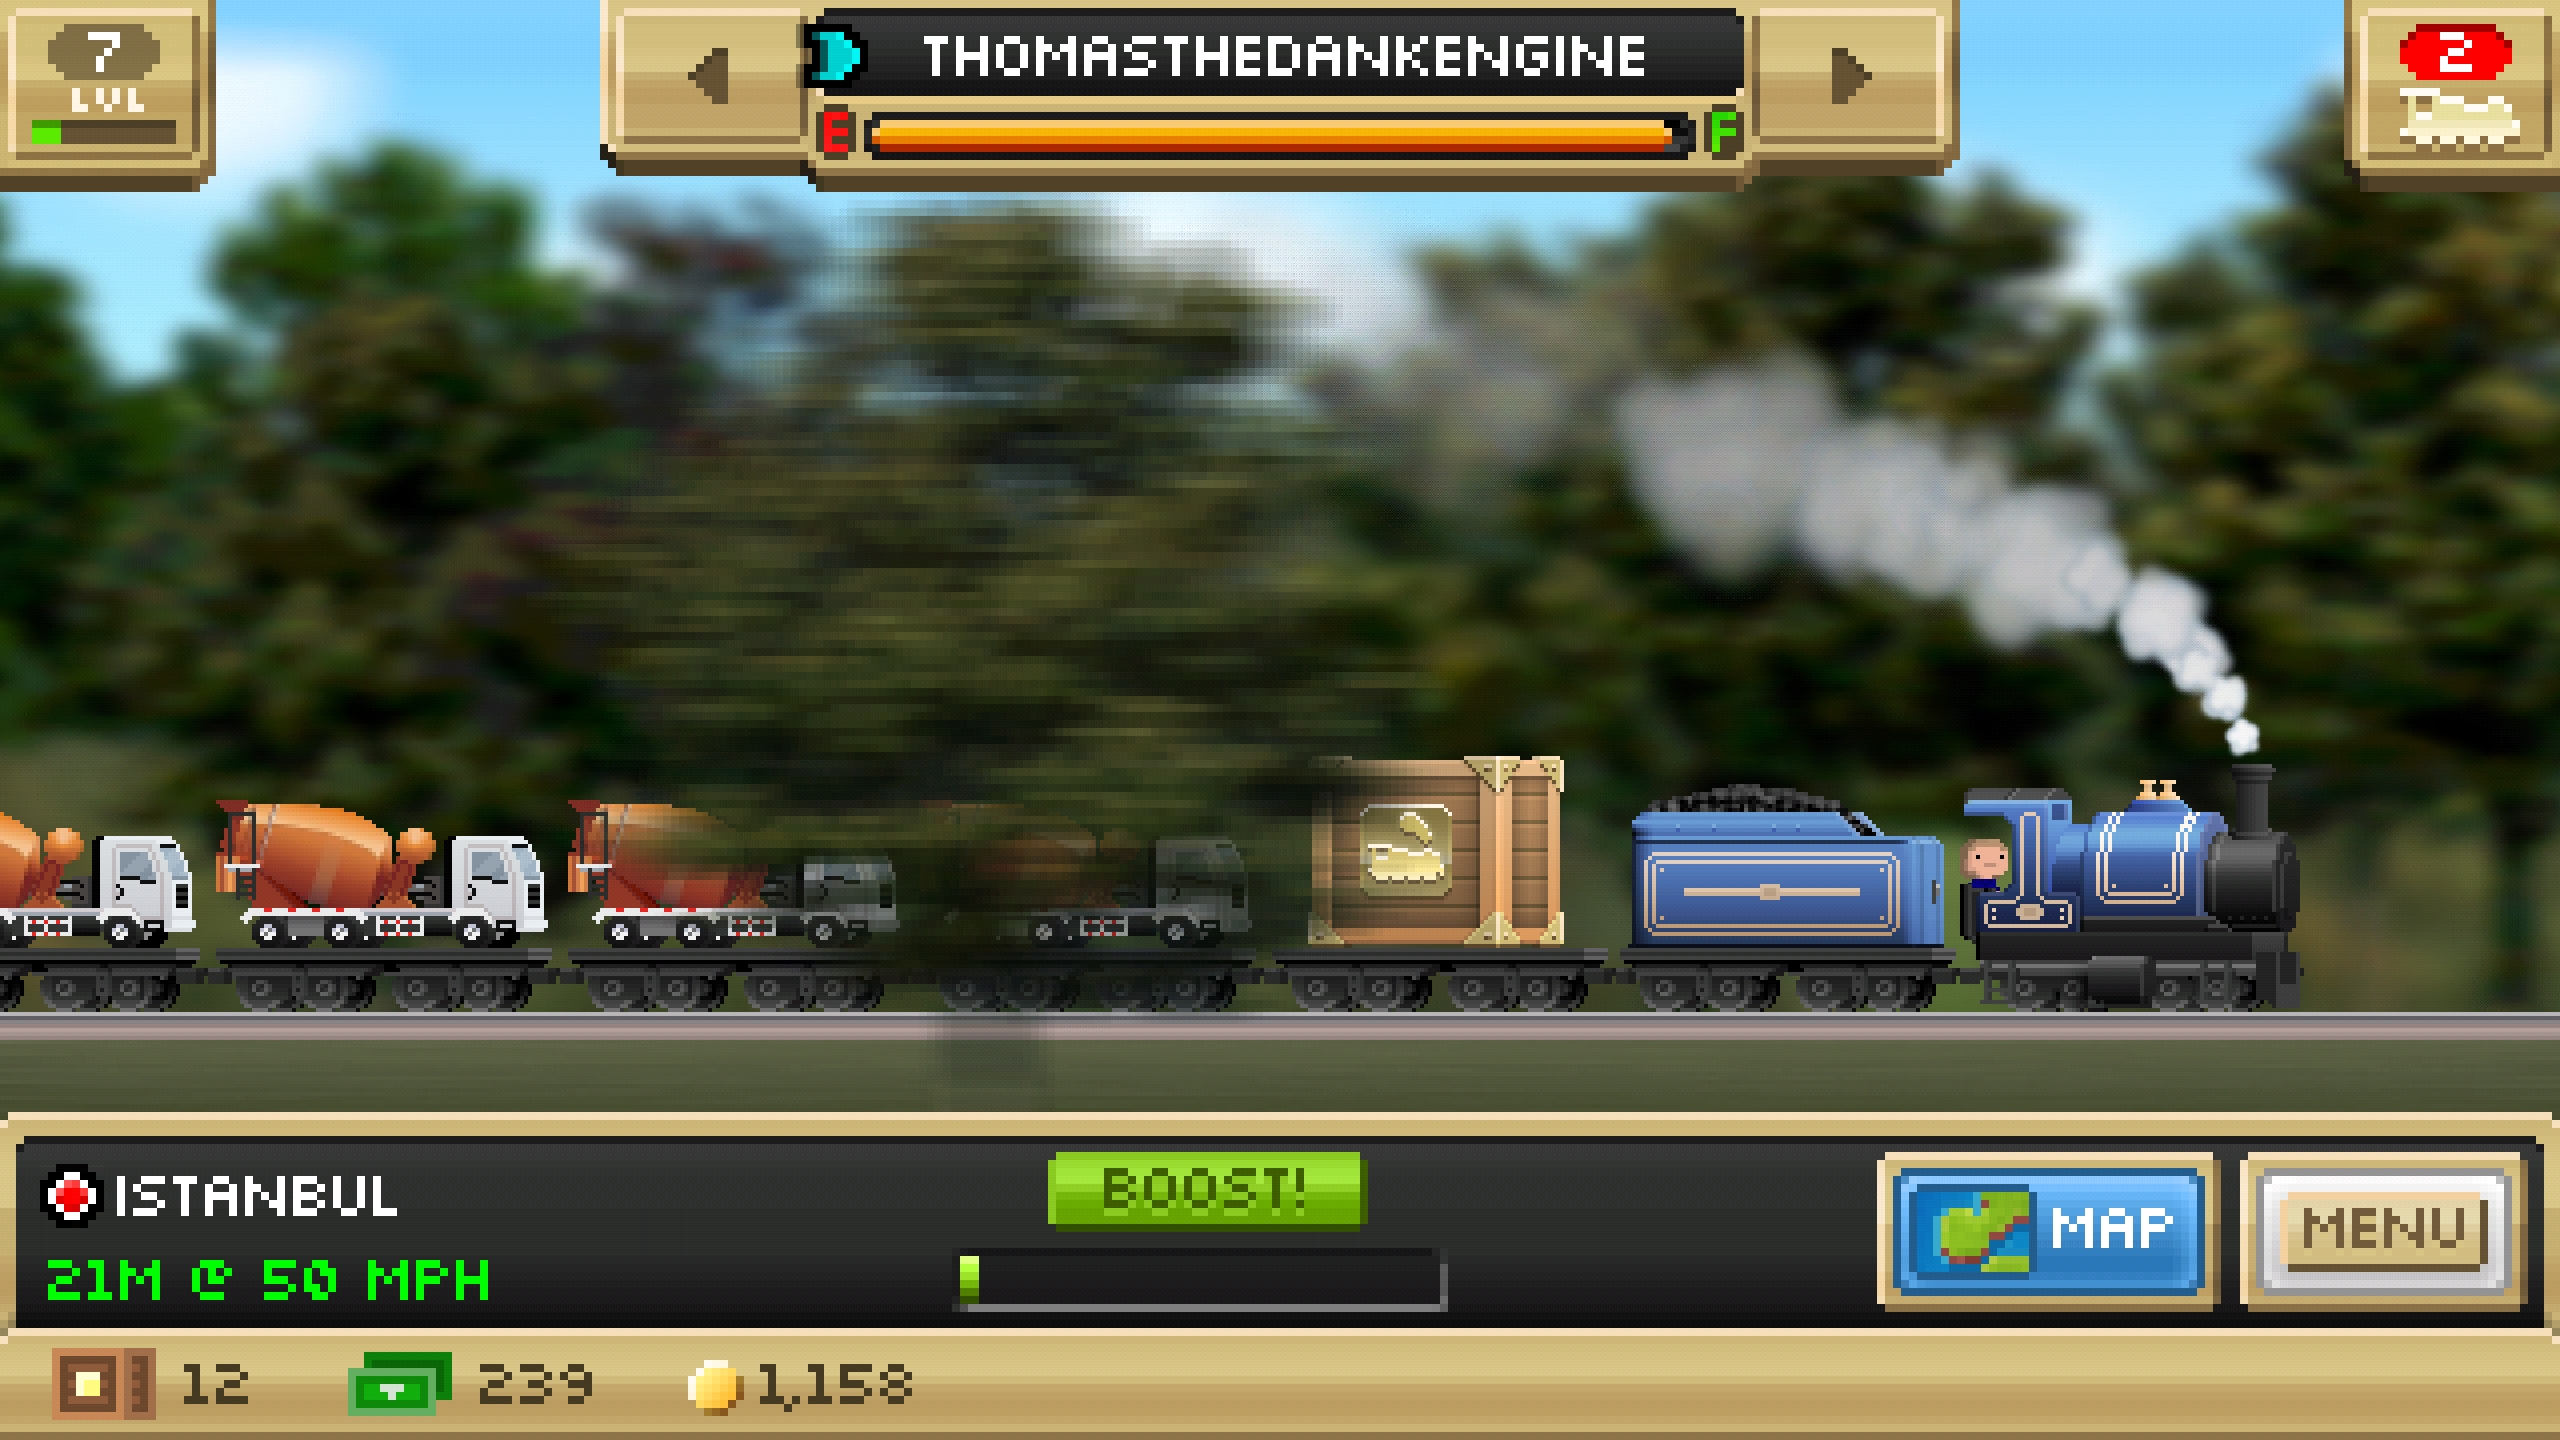 7
LVL
THOMASTHEDANKENGINE
E F
2
ISTANBUL
21M @ 50 MPH
BOOST!
MAP
MENU
12 239 1,158